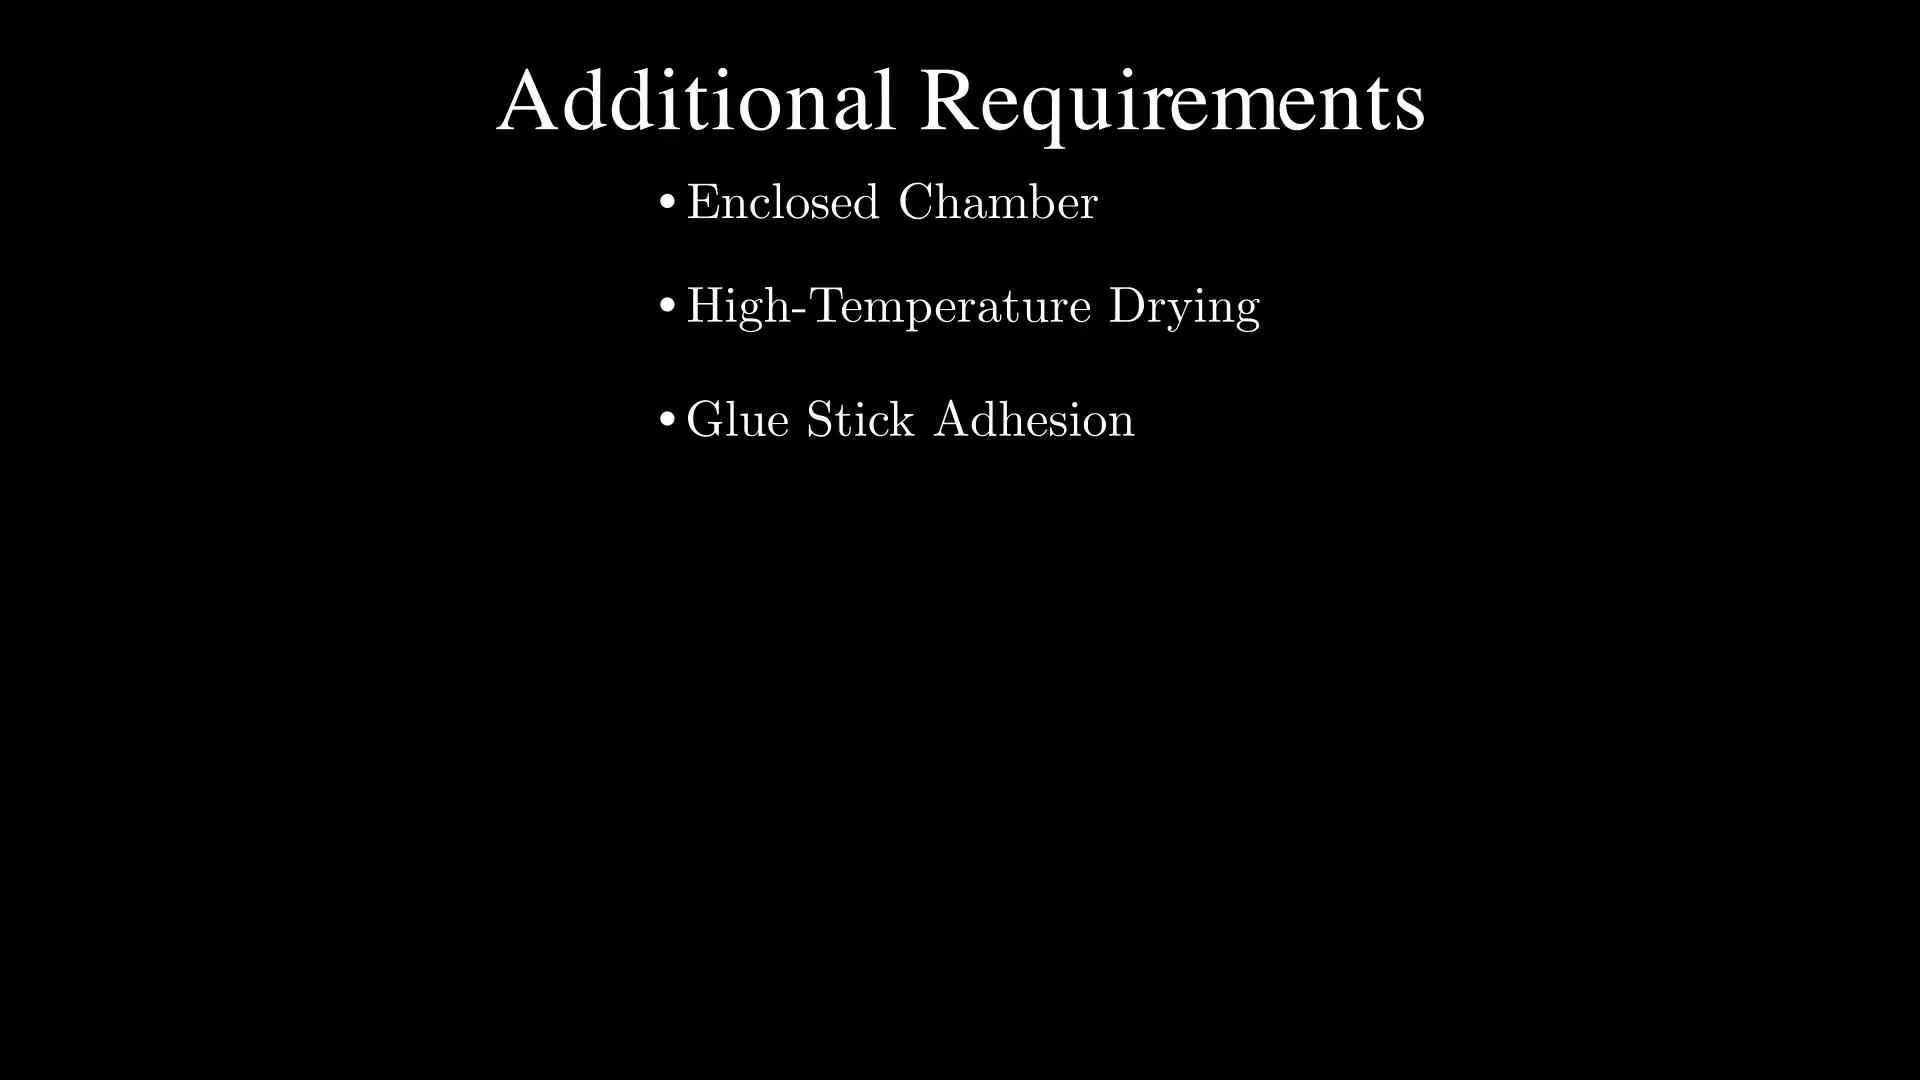 Additional Requirements
• Enclosed Chamber
• High-Temperature Drying
• Glue Stick Adhesion